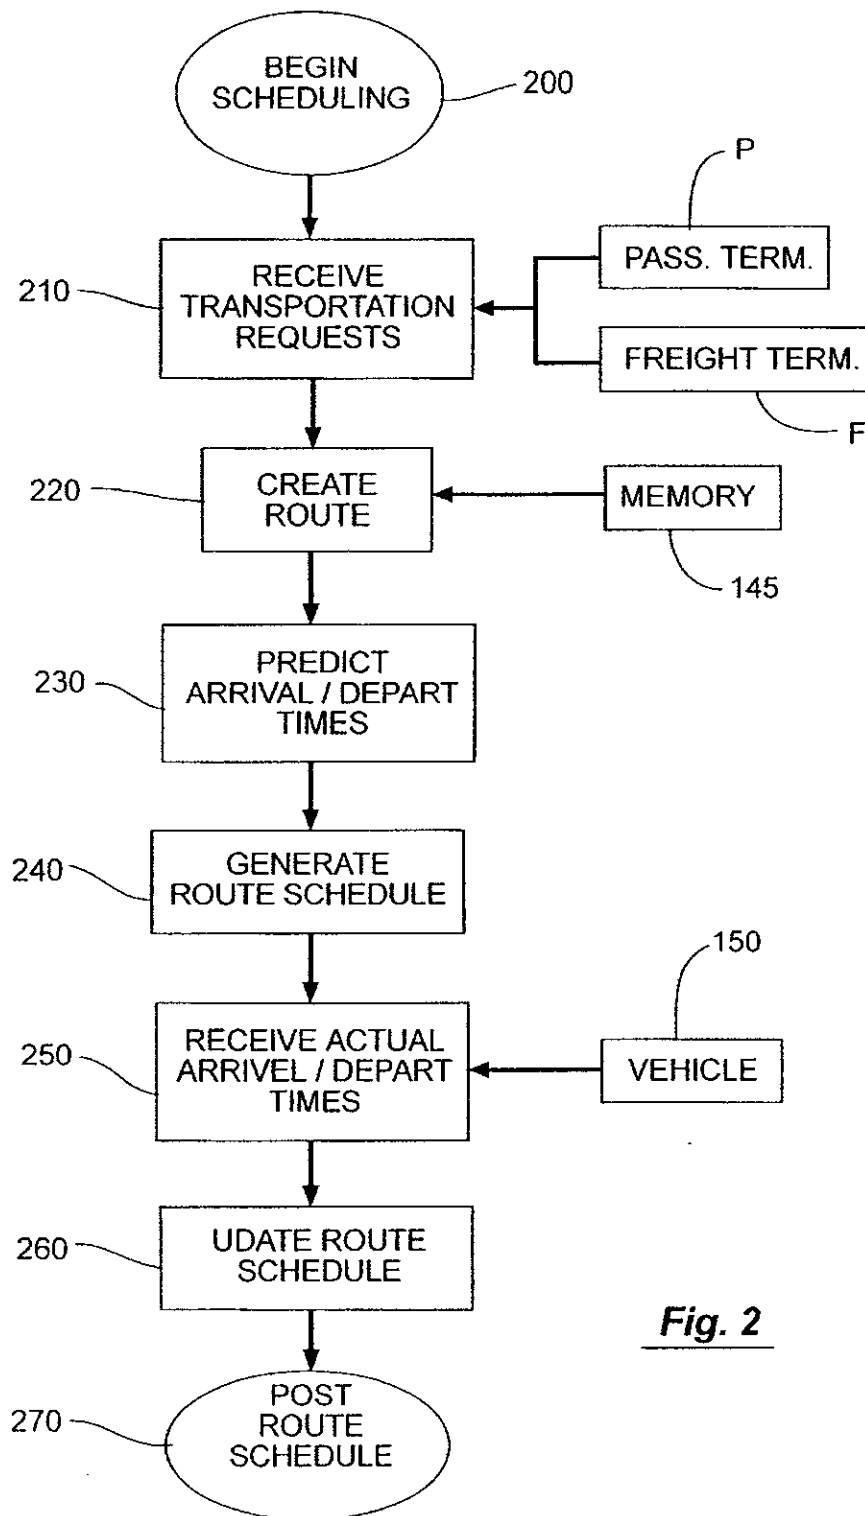 BEGIN
SCHEDULING
200
P
RECEIVE
TRANSPORTATION
REQUESTS
210
PASS. TERM.
FREIGHT TERM.
F
CREATE
ROUTE
220
MEMORY
145
PREDICT
ARRIVAL / DEPART
TIMES
230
GENERATE
ROUTE SCHEDULE
240
150
RECEIVE ACTUAL
ARRIVEL / DEPART
TIMES
250
VEHICLE
UDATE ROUTE
SCHEDULE
260
Fig. 2
POST
ROUTE
SCHEDULE
270